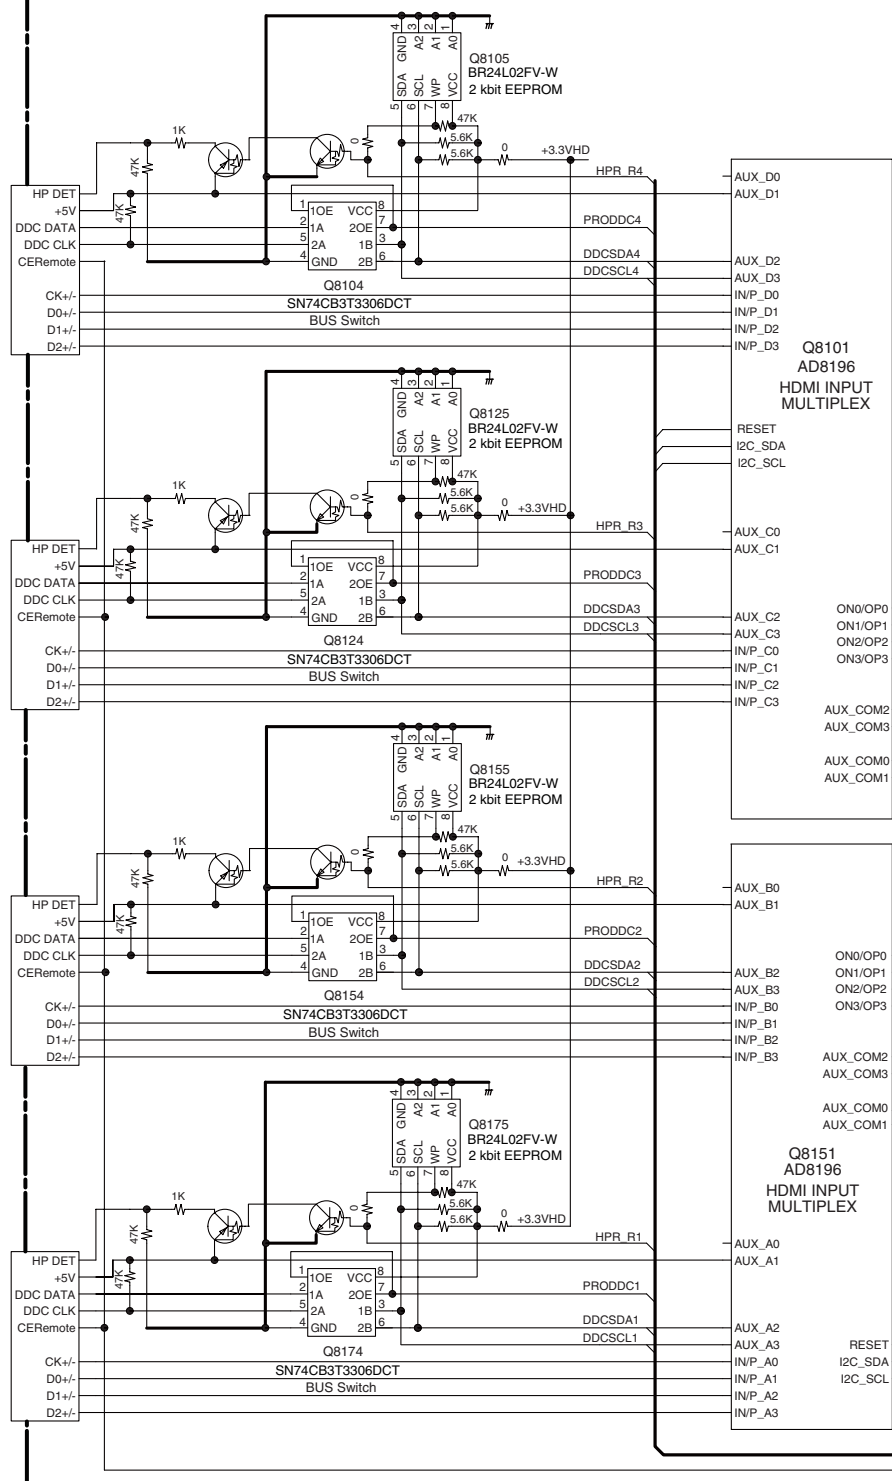 4 3 2 1
GND A2 A1 A0
SDA SCL WP VCC
5 6 7 8
Q8105
BR24L02FV-W
2 kbit EEPROM
1K
47K
0
47K
5.6K
5.6K
0
+3.3VHD
HPR_R4
HP DET
+5V
47K
DDC DATA
DDC CLK
CERemote
1 1OE VCC 8
2 1A 2OE 7
5 2A 1B 3
4 GND 2B 6
PRODDC4
DDCSDA4
DDCSCL4
Q8104
SN74CB3T3306DCT
BUS Switch
CK+/-
D0+/-
D1+/-
D2+/-
AUX_D0
AUX_D1
AUX_D2
AUX_D3
IN/P_D0
IN/P_D1
IN/P_D2
IN/P_D3
Q8101
AD8196
HDMI INPUT
MULTIPLEX
RESET
I2C_SDA
I2C_SCL
4 3 2 1
GND A2 A1 A0
SDA SCL WP VCC
5 6 7 8
Q8125
BR24L02FV-W
2 kbit EEPROM
1K
47K
0
47K
5.6K
5.6K
0
+3.3VHD
HPR_R3
HP DET
+5V
47K
DDC DATA
DDC CLK
CERemote
1 1OE VCC 8
2 1A 2OE 7
5 2A 1B 3
4 GND 2B 6
PRODDC3
DDCSDA3
DDCSCL3
Q8124
SN74CB3T3306DCT
BUS Switch
CK+/-
D0+/-
D1+/-
D2+/-
AUX_C0
AUX_C1
AUX_C2
AUX_C3
IN/P_C0
IN/P_C1
IN/P_C2
IN/P_C3
ON0/OP0
ON1/OP1
ON2/OP2
ON3/OP3
AUX_COM2
AUX_COM3
AUX_COM0
AUX_COM1
4 3 2 1
GND A2 A1 A0
SDA SCL WP VCC
5 6 7 8
Q8155
BR24L02FV-W
2 kbit EEPROM
1K
47K
0
47K
5.6K
5.6K
0
+3.3VHD
HPR_R2
HP DET
+5V
47K
DDC DATA
DDC CLK
CERemote
1 1OE VCC 8
2 1A 2OE 7
5 2A 1B 3
4 GND 2B 6
PRODDC2
DDCSDA2
DDCSCL2
Q8154
SN74CB3T3306DCT
BUS Switch
CK+/-
D0+/-
D1+/-
D2+/-
AUX_B0
AUX_B1
AUX_B2
AUX_B3
IN/P_B0
IN/P_B1
IN/P_B2
IN/P_B3
ON0/OP0
ON1/OP1
ON2/OP2
ON3/OP3
AUX_COM2
AUX_COM3
AUX_COM0
AUX_COM1
Q8151
AD8196
HDMI INPUT
MULTIPLEX
4 3 2 1
GND A2 A1 A0
SDA SCL WP VCC
5 6 7 8
Q8175
BR24L02FV-W
2 kbit EEPROM
1K
47K
0
47K
5.6K
5.6K
0
+3.3VHD
HPR_R1
HP DET
+5V
47K
DDC DATA
DDC CLK
CERemote
1 1OE VCC 8
2 1A 2OE 7
5 2A 1B 3
4 GND 2B 6
PRODDC1
DDCSDA1
DDCSCL1
Q8174
SN74CB3T3306DCT
BUS Switch
CK+/-
D0+/-
D1+/-
D2+/-
AUX_A0
AUX_A1
AUX_A2
AUX_A3
IN/P_A0
IN/P_A1
IN/P_A2
IN/P_A3
RESET
I2C_SDA
I2C_SCL